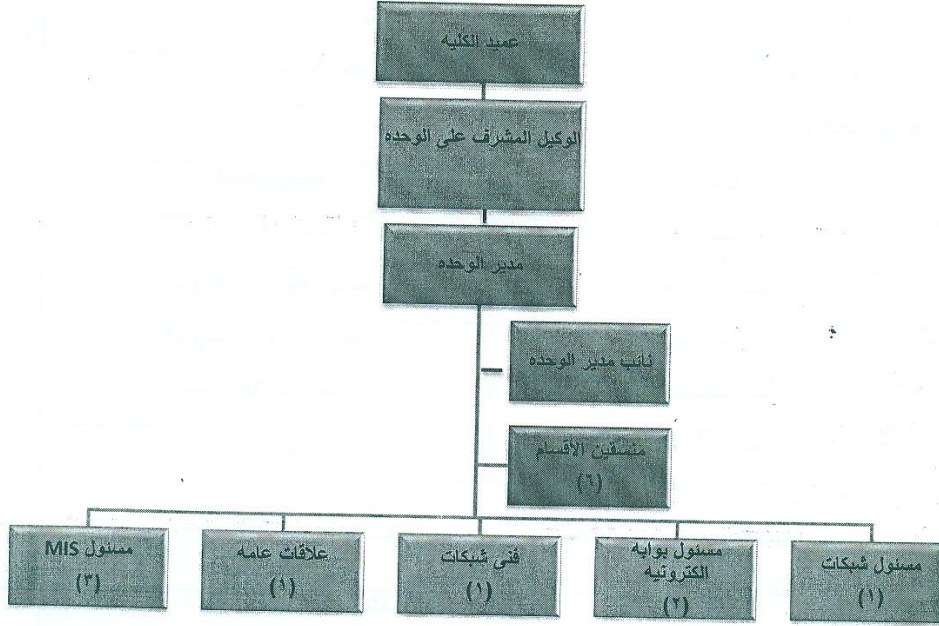 عميد الكليه
الوكيل المشرف على الوحده
مدير الوحده
نائب مدير الوحده
منسقين الأقسام
(٦)
مسئول شبكات
(١)
مسئول بوابه
الكترونيه
(٢)
فنى شبكات
(١)
علاقات عامه
(١)
مسئول MIS
(٣)